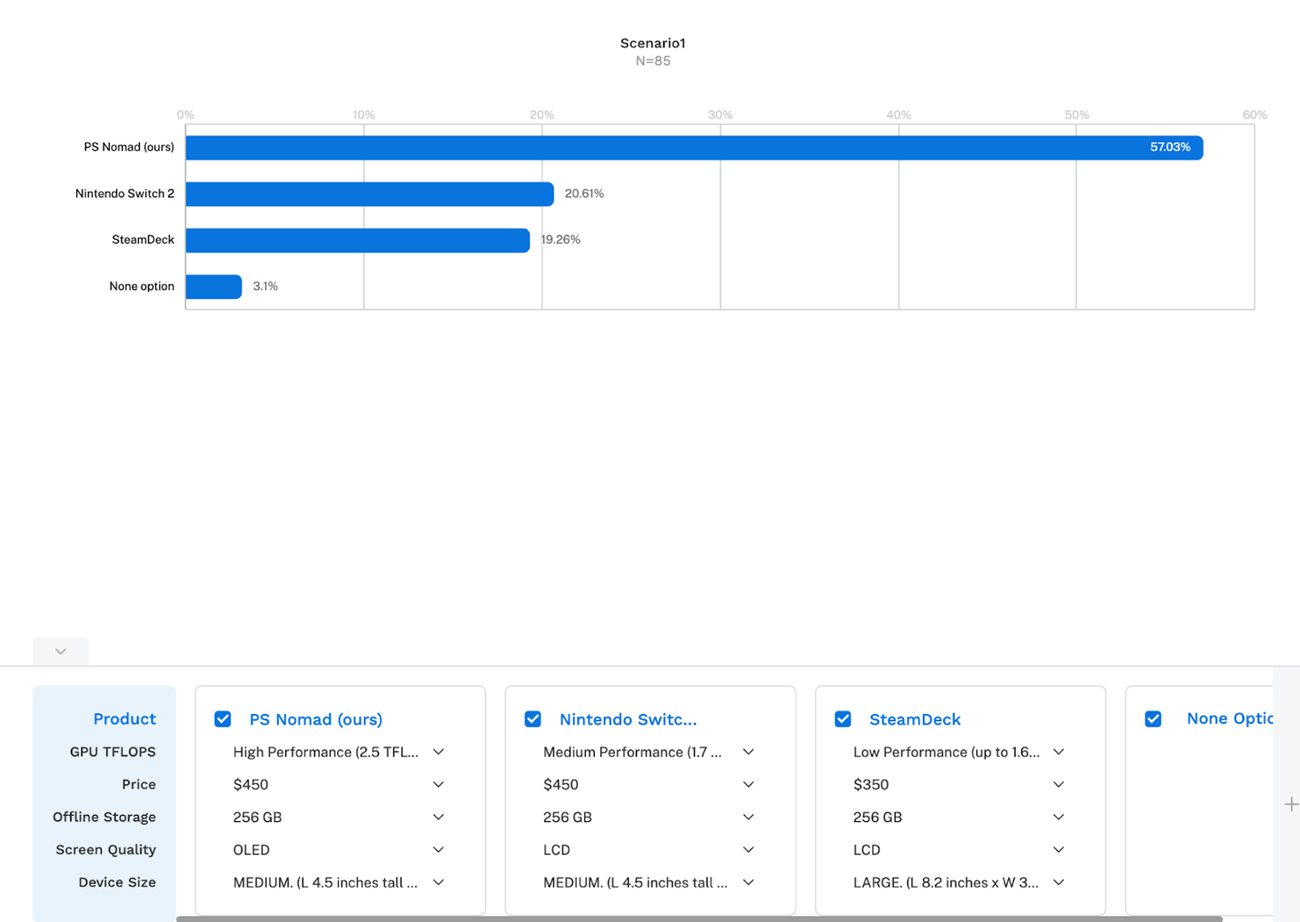 Scenario1
N=85
0% 10% 20% 30% 40% 50% 60%
PS Nomad (ours) 57.03%
Nintendo Switch 2 20.61%
SteamDeck 19.26%
None option 3.1%
Product PS Nomad (ours) Nintendo Switc... SteamDeck None Optic
GPU TFLOPS High Performance (2.5 TFL... Medium Performance (1.7 ... Low Performance (up to 1.6...
Price $450 $450 $350
Offline Storage 256 GB 256 GB 256 GB
Screen Quality OLED LCD LCD
Device Size MEDIUM. (L 4.5 inches tall ... MEDIUM. (L 4.5 inches tall ... LARGE. (L 8.2 inches x W 3...